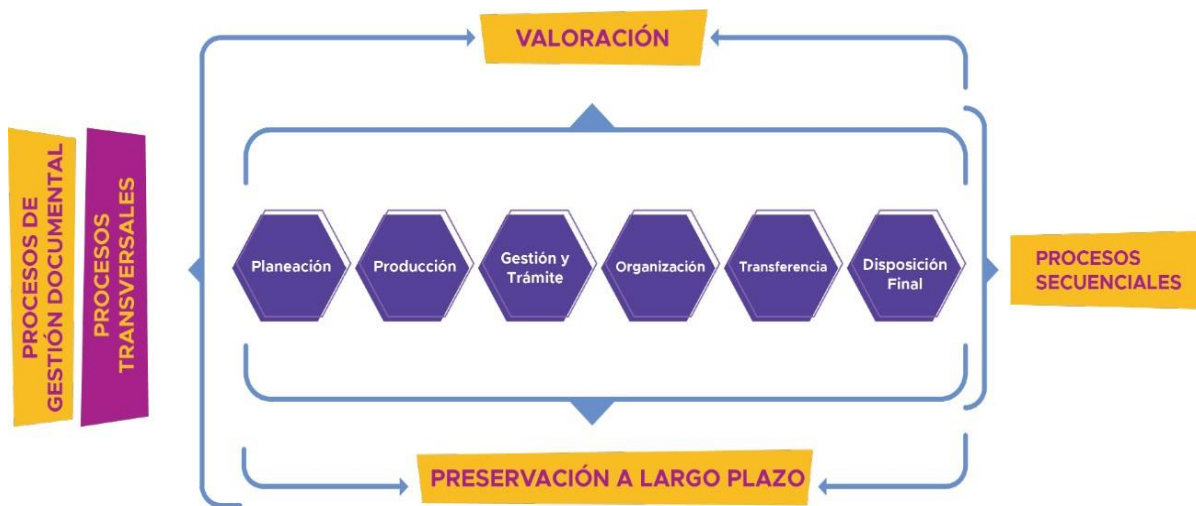 VALORACIÓN
PROCESOS DE
GESTIÓN DOCUMENTAL
PROCESOS
TRANSVERSALES
Planeación
Producción
Gestión y
Trámite
Organización
Transferencia
Disposición
Final
PROCESOS
SECUENCIALES
PRESERVACIÓN A LARGO PLAZO